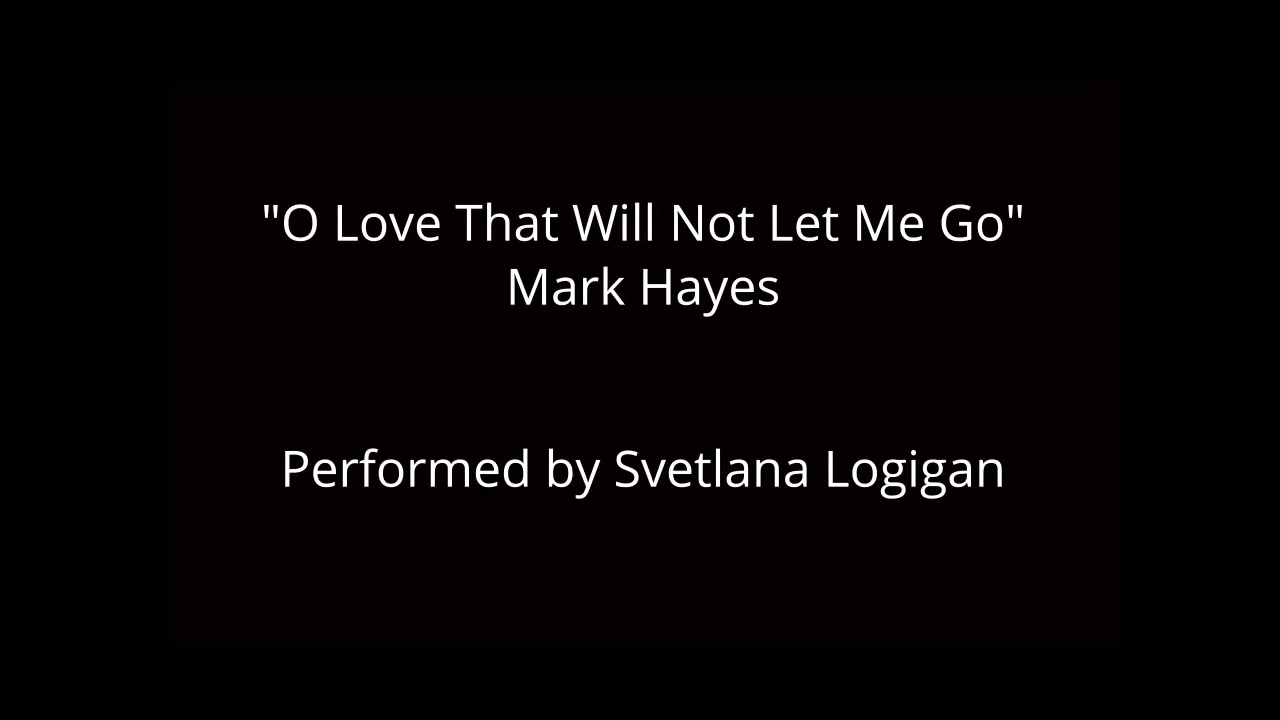 "O Love That Will Not Let Me Go"
Mark Hayes
Performed by Svetlana Logigan